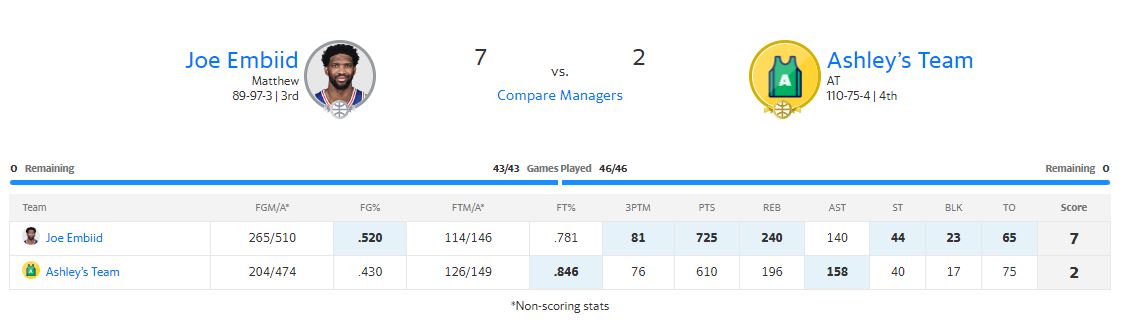 7 2
Joe Embiid vs. Ashley's Team
Matthew AT
89-97-3 | 3rd Compare Managers 110-75-4 | 4th
A
0 Remaining 43/43 Games Played 46/46 Remaining 0
Team FGM/A* FG% FTM/A* FT% 3PTM PTS REB AST ST BLK TO Score
Joe Embiid 265/510 .520 114/146 .781 81 725 240 140 44 23 65 7
Ashley's Team 204/474 .430 126/149 .846 76 610 196 158 40 17 75 2
*Non-scoring stats